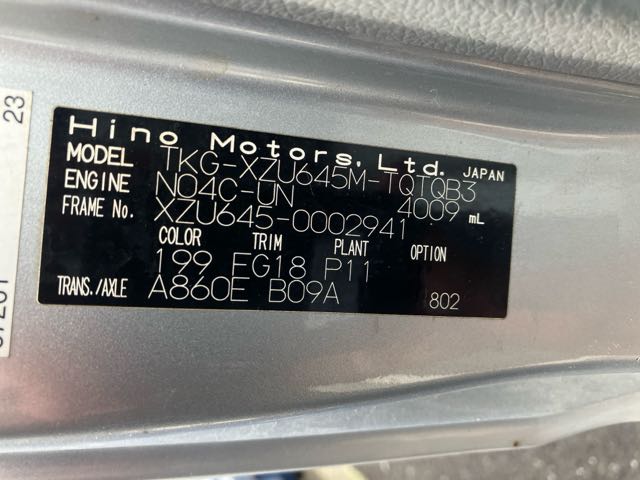 Hino Motors, Ltd. JAPAN
MODEL TKG-XZU645M-TQTQB3
ENGINE N04C-UN 4009 mL
FRAME No. XZU645-0002941
COLOR TRIM PLANT OPTION
199 FG18 P11
TRANS./AXLE A860E B09A 802
23